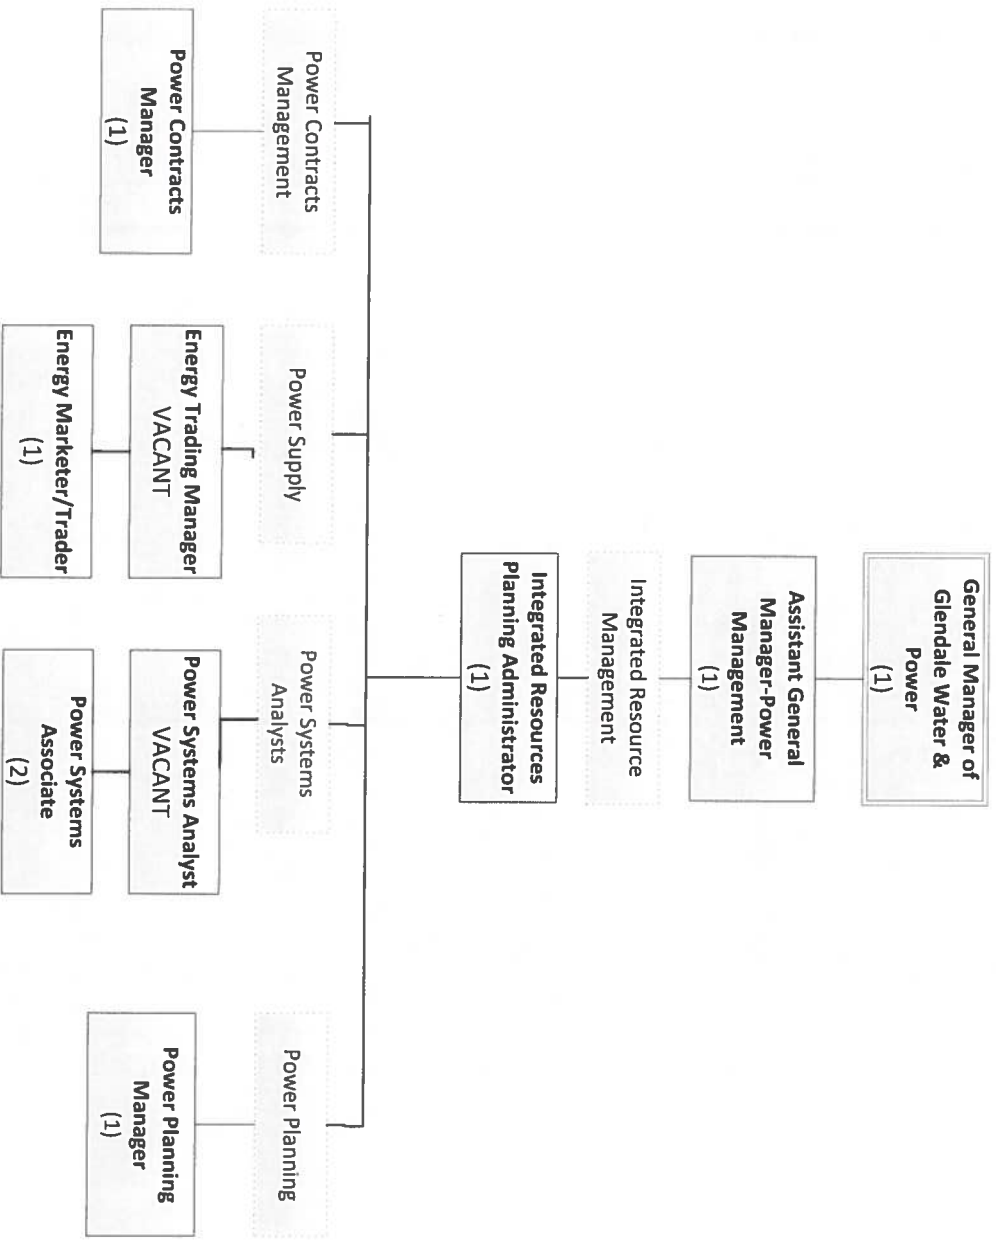 General Manager of
Glendale Water &
Power
(1)
Assistant General
Manager-Power
Management
(1)
Integrated Resource
Management
Integrated Resources
Planning Administrator
(1)
Power Contracts
Management
Power Contracts
Manager
(1)
Power Supply
Energy Trading Manager
VACANT
Energy Marketer/Trader
(1)
Power Systems
Analysts
Power Systems Analyst
VACANT
Power Systems
Associate
(2)
Power Planning
Power Planning
Manager
(1)